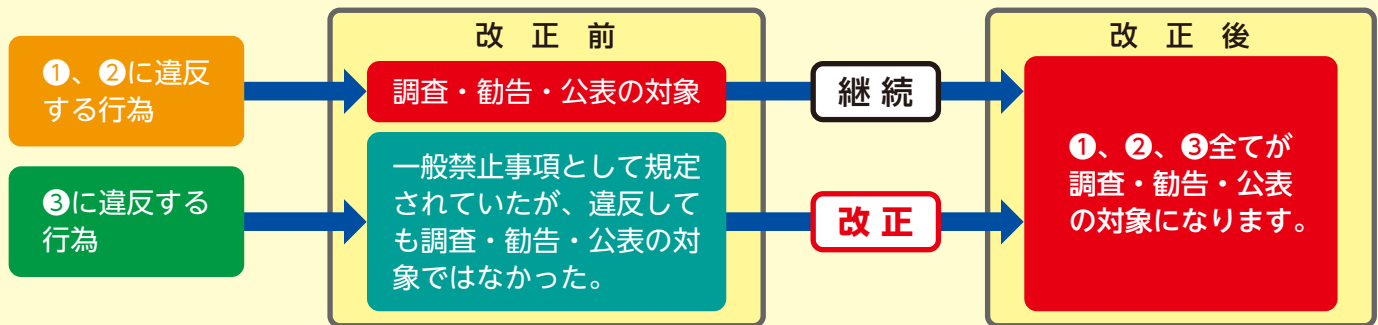 ❶、❷に違反
する行為
❸に違反する
行為
改 正 前
調査・勧告・公表の対象
一般禁止事項として規定
されていたが、違反して
も調査・勧告・公表の対
象ではなかった。
継 続
改 正
改 正 後
❶、❷、❸全てが
調査・勧告・公表
の対象になります。